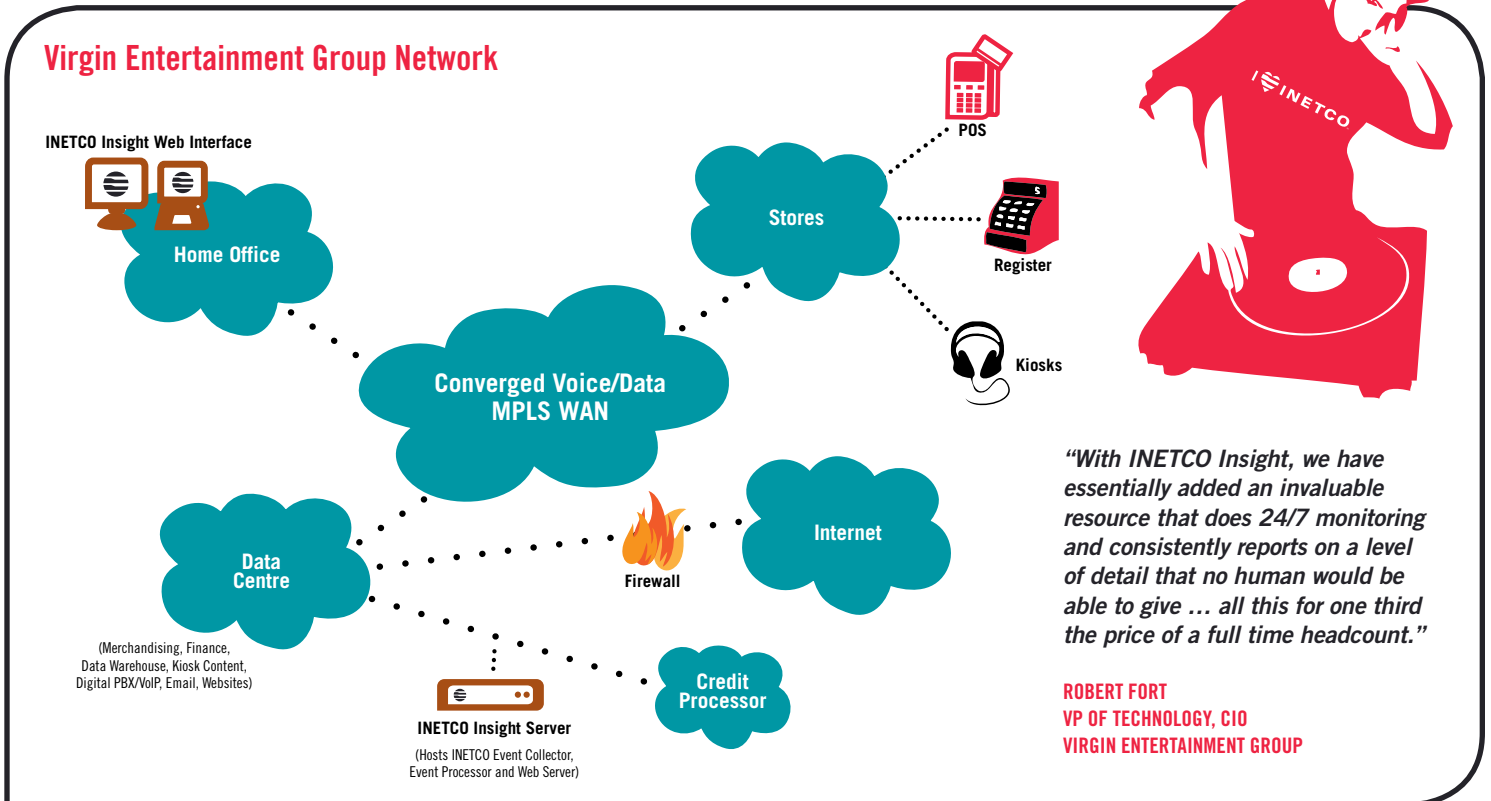 Virgin Entertainment Group Network
INETCO Insight Web Interface
Home Office
Stores
POS
Register
Kiosks
S
Converged Voice/Data
MPLS WAN
Data
Centre
(Merchandising, Finance,
Data Warehouse, Kiosk Content,
Digital PBX/VoIP, Email, Websites)
Firewall
Internet
INETCO Insight Server
(Hosts INETCO Event Collector,
Event Processor and Web Server)
Credit
Processor
I INETCO
“With INETCO Insight, we have
essentially added an invaluable
resource that does 24/7 monitoring
and consistently reports on a level
of detail that no human would be
able to give … all this for one third
the price of a full time headcount.”
ROBERT FORT
VP OF TECHNOLOGY, CIO
VIRGIN ENTERTAINMENT GROUP